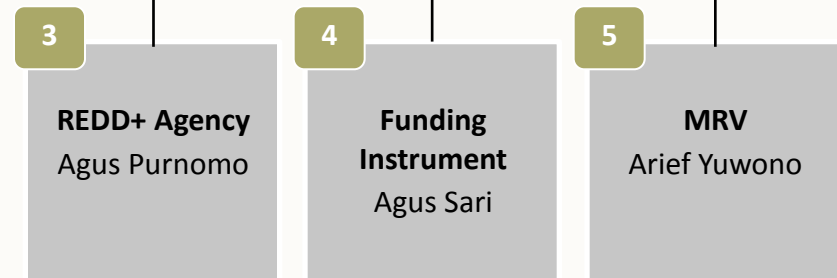 3
REDD+ Agency
Agus Purnomo
4
Funding
Instrument
Agus Sari
5
MRV
Arief Yuwono